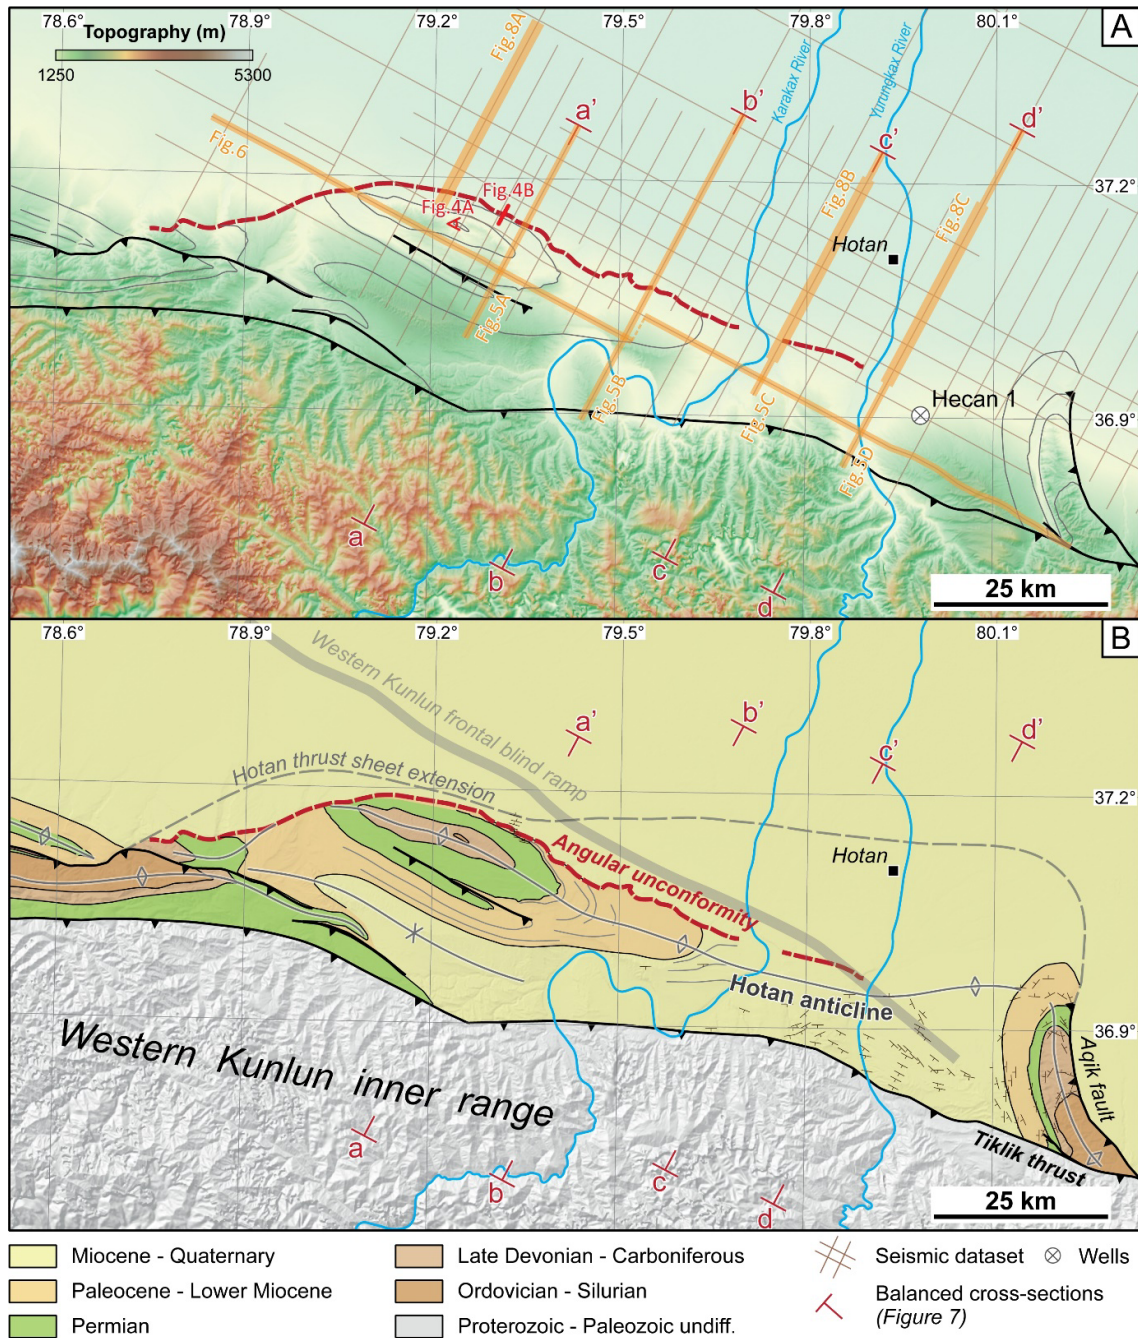 78.6° 78.9° 79.2° 79.5° 79.8° 80.1° A
Topography (m)
1250 5300
Fig.8A
Karakax River
Yurungkax River
a' b' c' d'
Fig.6
37.2°
Fig.4B
Fig.4A
Fig.8B
Fig.8C
Hotan
Fig.5A
Fig.5B
Fig.5C
Fig.5D
Hecan 1
36.9°
a b c d
25 km
78.6° 78.9° 79.2° 79.5° 79.8° 80.1° B
Western Kunlun frontal blind ramp
a' b' c' d'
Hotan thrust sheet extension
37.2°
Hotan
Angular unconformity
Hotan anticline
36.9°
Western Kunlun inner range
Aqik fault
Tiklik thrust
a b c d
25 km
Miocene - Quaternary
Paleocene - Lower Miocene
Permian
Late Devonian - Carboniferous
Ordovician - Silurian
Proterozoic - Paleozoic undiff.
Seismic dataset
Wells
Balanced cross-sections
(Figure 7)